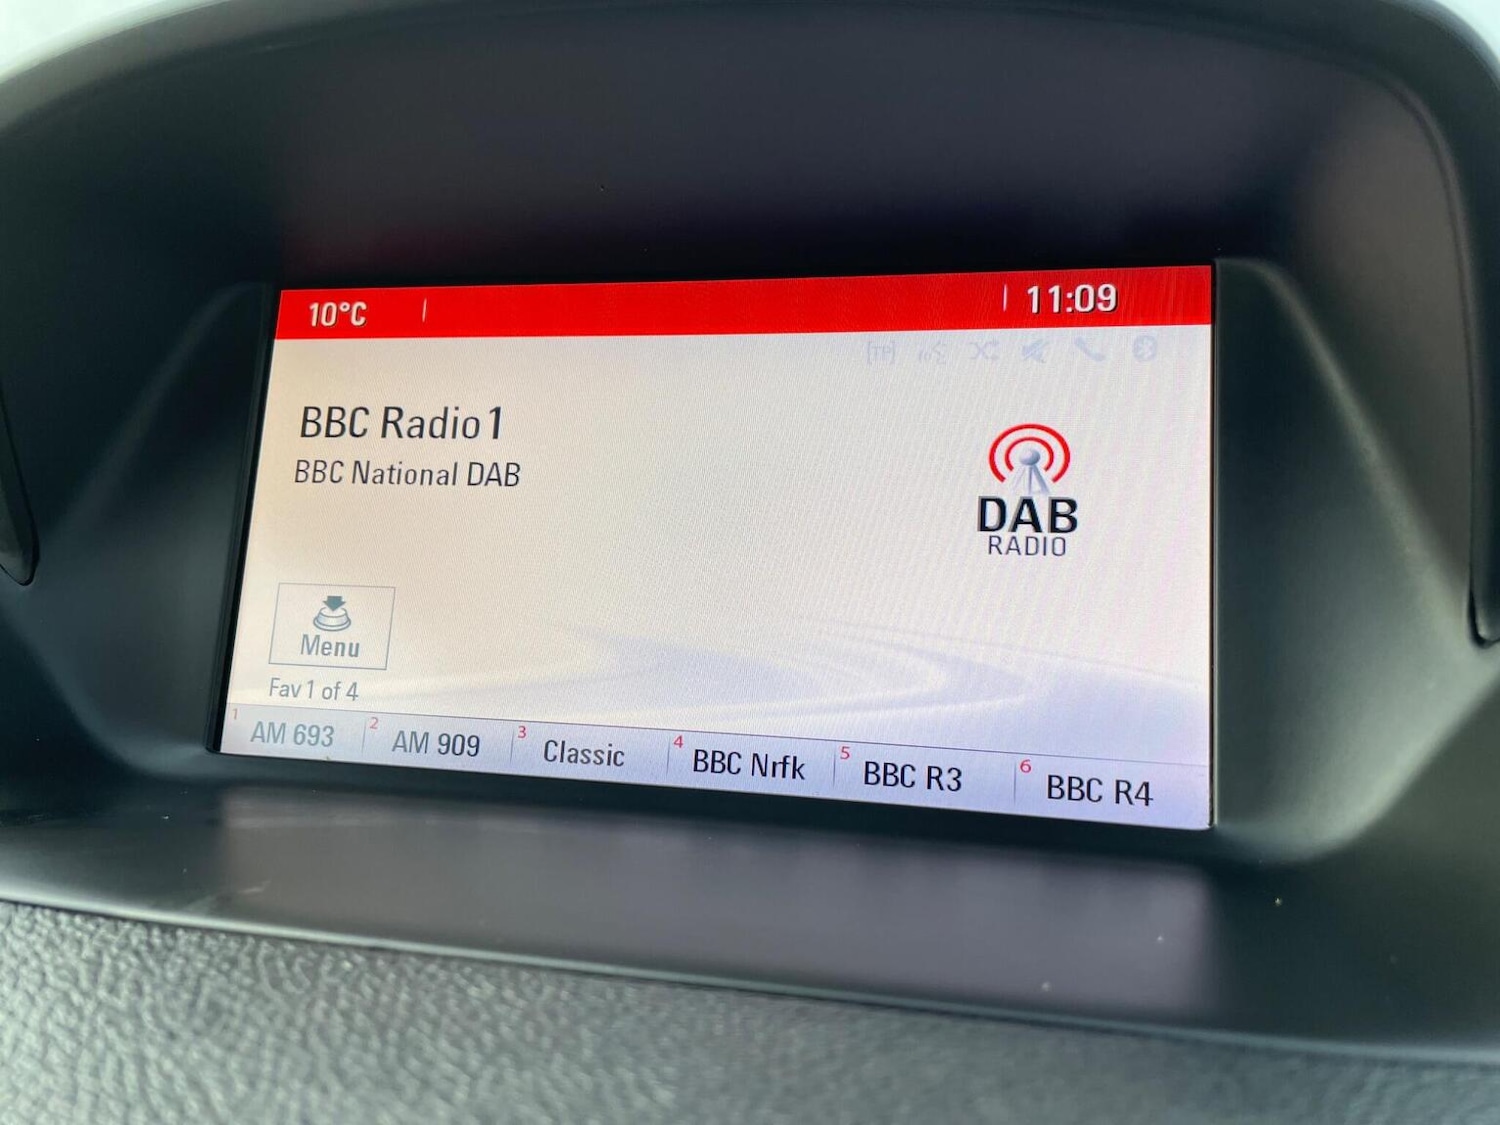 10°C 11:09
[TP]
BBC Radio 1
BBC National DAB
DAB
RADIO
Menu
Fav 1 of 4
1 AM 693 2 AM 909 3 Classic 4 BBC Nrfk 5 BBC R3 6 BBC R4